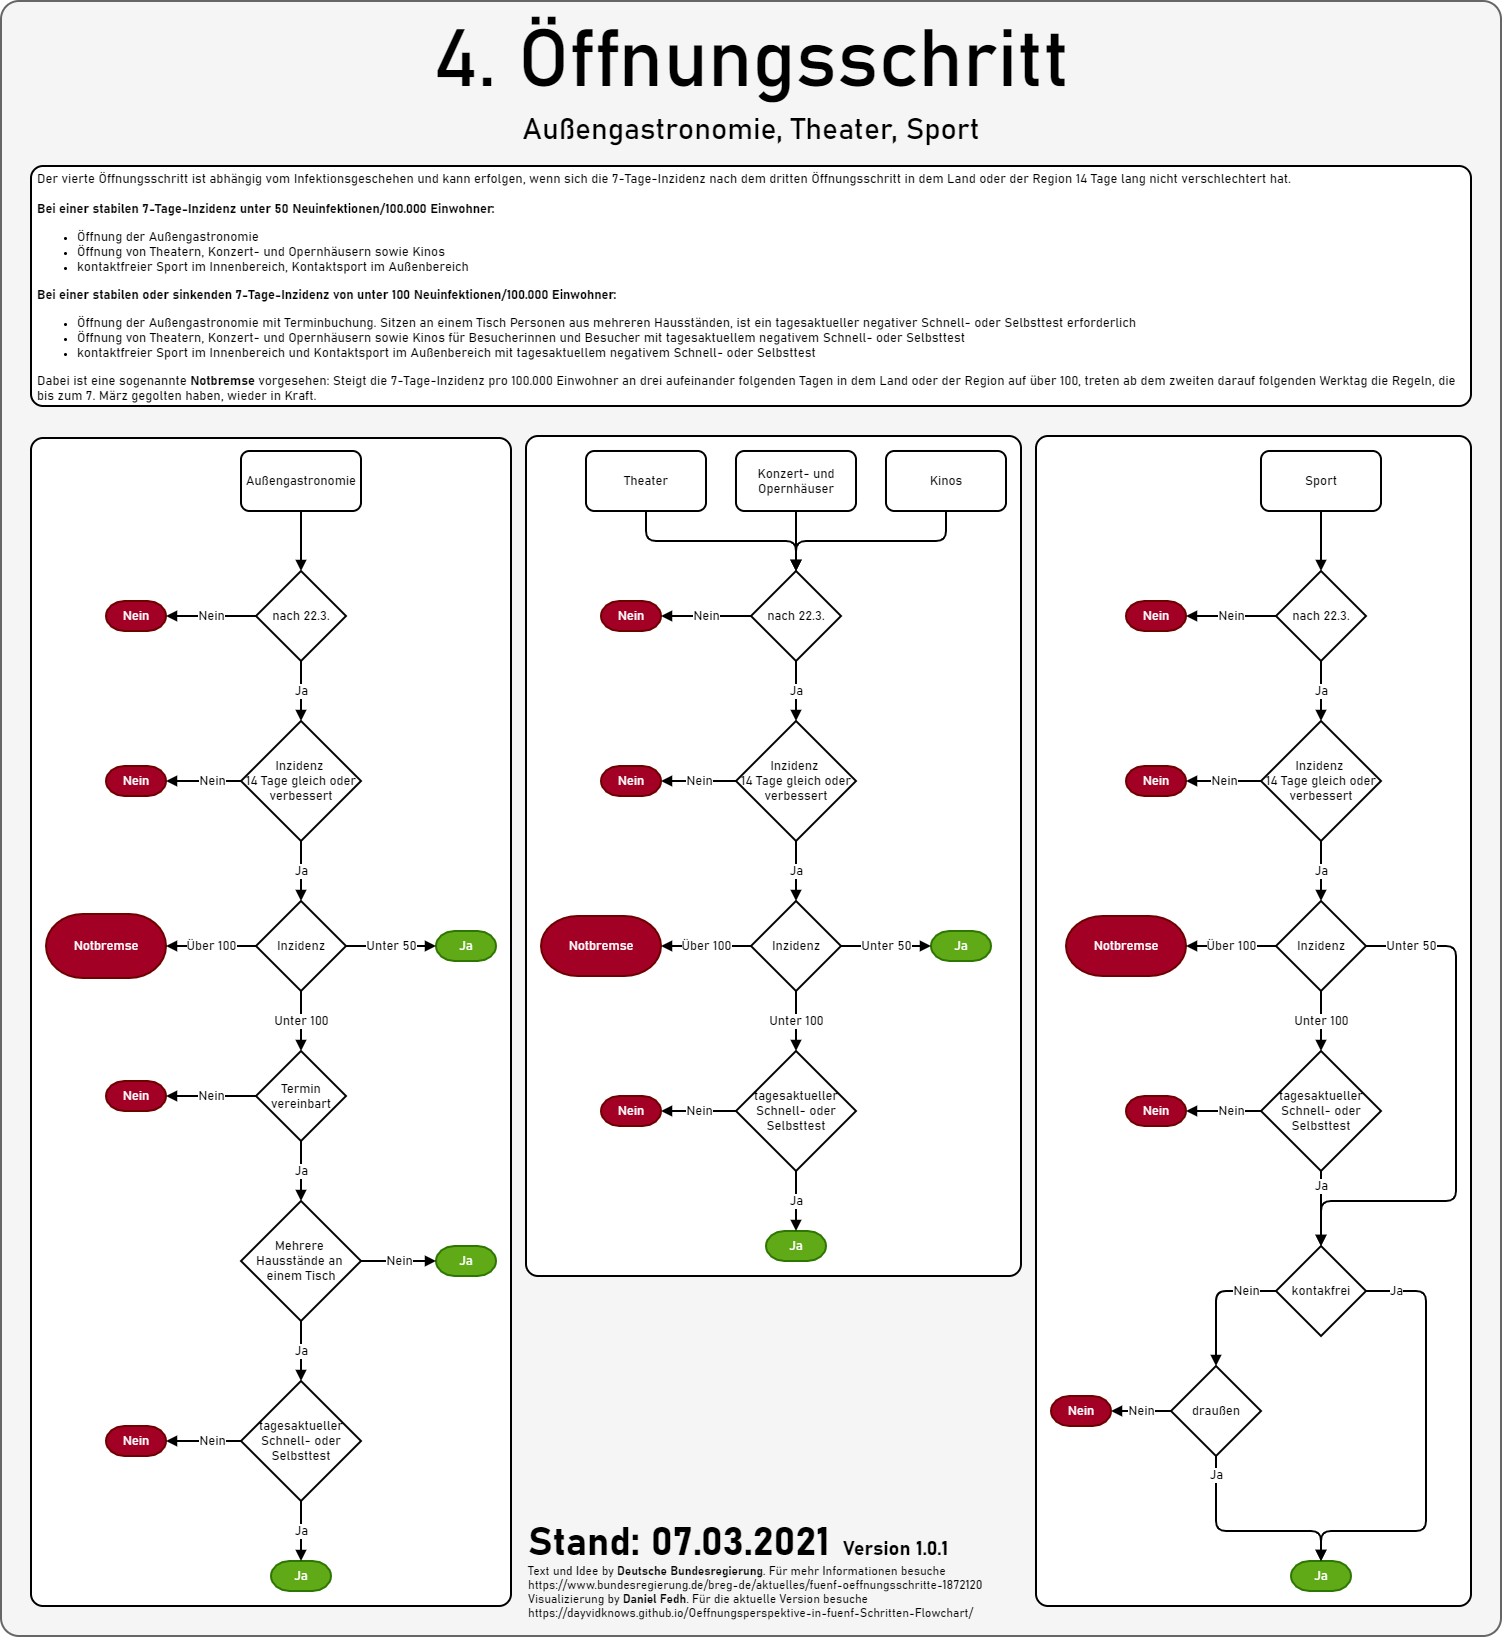 4. Öffnungsschritt
Außengastronomie, Theater, Sport
Der vierte Öffnungsschritt ist abhängig vom Infektionsgeschehen und kann erfolgen, wenn sich die 7-Tage-Inzidenz nach dem dritten Öffnungsschritt in dem Land oder der Region 14 Tage lang nicht verschlechtert hat.
Bei einer stabilen 7-Tage-Inzidenz unter 50 Neuinfektionen/100.000 Einwohner:
• Öffnung der Außengastronomie
• Öffnung von Theatern, Konzert- und Opernhäusern sowie Kinos
• kontaktfreier Sport im Innenbereich, Kontaktsport im Außenbereich
Bei einer stabilen oder sinkenden 7-Tage-Inzidenz von unter 100 Neuinfektionen/100.000 Einwohner:
• Öffnung der Außengastronomie mit Terminbuchung. Sitzen an einem Tisch Personen aus mehreren Hausständen, ist ein tagesaktueller negativer Schnell- oder Selbsttest erforderlich
• Öffnung von Theatern, Konzert- und Opernhäusern sowie Kinos für Besucherinnen und Besucher mit tagesaktuellem negativem Schnell- oder Selbsttest
• kontaktfreier Sport im Innenbereich und Kontaktsport im Außenbereich mit tagesaktuellem negativem Schnell- oder Selbsttest
Dabei ist eine sogenannte Notbremse vorgesehen: Steigt die 7-Tage-Inzidenz pro 100.000 Einwohner an drei aufeinander folgenden Tagen in dem Land oder der Region auf über 100, treten ab dem zweiten darauf folgenden Werktag die Regeln, die
bis zum 7. März gegolten haben, wieder in Kraft.
Außengastronomie
nach 22.3.
Nein
Nein
Ja
Inzidenz
14 Tage gleich oder
verbessert
Nein
Nein
Ja
Inzidenz
Über 100
Notbremse
Unter 50
Ja
Unter 100
Termin
vereinbart
Nein
Nein
Ja
Mehrere
Hausstände an
einem Tisch
Nein
Ja
Ja
tagesaktueller
Schnell- oder
Selbsttest
Nein
Nein
Ja
Ja
Theater
Konzert- und
Opernhäuser
Kinos
nach 22.3.
Nein
Nein
Ja
Inzidenz
14 Tage gleich oder
verbessert
Nein
Nein
Ja
Inzidenz
Über 100
Notbremse
Unter 50
Ja
Unter 100
tagesaktueller
Schnell- oder
Selbsttest
Nein
Nein
Ja
Ja
Sport
nach 22.3.
Nein
Nein
Ja
Inzidenz
14 Tage gleich oder
verbessert
Nein
Nein
Ja
Inzidenz
Über 100
Notbremse
Unter 50
Unter 100
tagesaktueller
Schnell- oder
Selbsttest
Nein
Nein
Ja
kontakfrei
Nein
Ja
draußen
Nein
Nein
Ja
Ja
Stand: 07.03.2021 Version 1.0.1
Text und Idee by Deutsche Bundesregierung. Für mehr Informationen besuche
https://www.bundesregierung.de/breg-de/aktuelles/fuenf-oeffnungsschritte-1872120
Visualizierung by Daniel Fedh. Für die aktuelle Version besuche
https://dayvidknows.github.io/Oeffnungsperspektive-in-fuenf-Schritten-Flowchart/